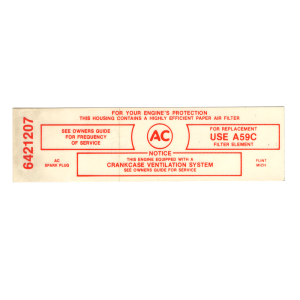 6421207
FOR YOUR ENGINE'S PROTECTION
THIS HOUSING CONTAINS A HIGHLY EFFICIENT PAPER AIR FILTER
SEE OWNERS GUIDE
FOR FREQUENCY
OF SERVICE
AC
FOR REPLACEMENT
USE A59C
FILTER ELEMENT
NOTICE
AC
SPARK PLUG
THIS ENGINE EQUIPPED WITH A
CRANKCASE VENTILATION SYSTEM
SEE OWNERS GUIDE FOR SERVICE
FLINT
MICH